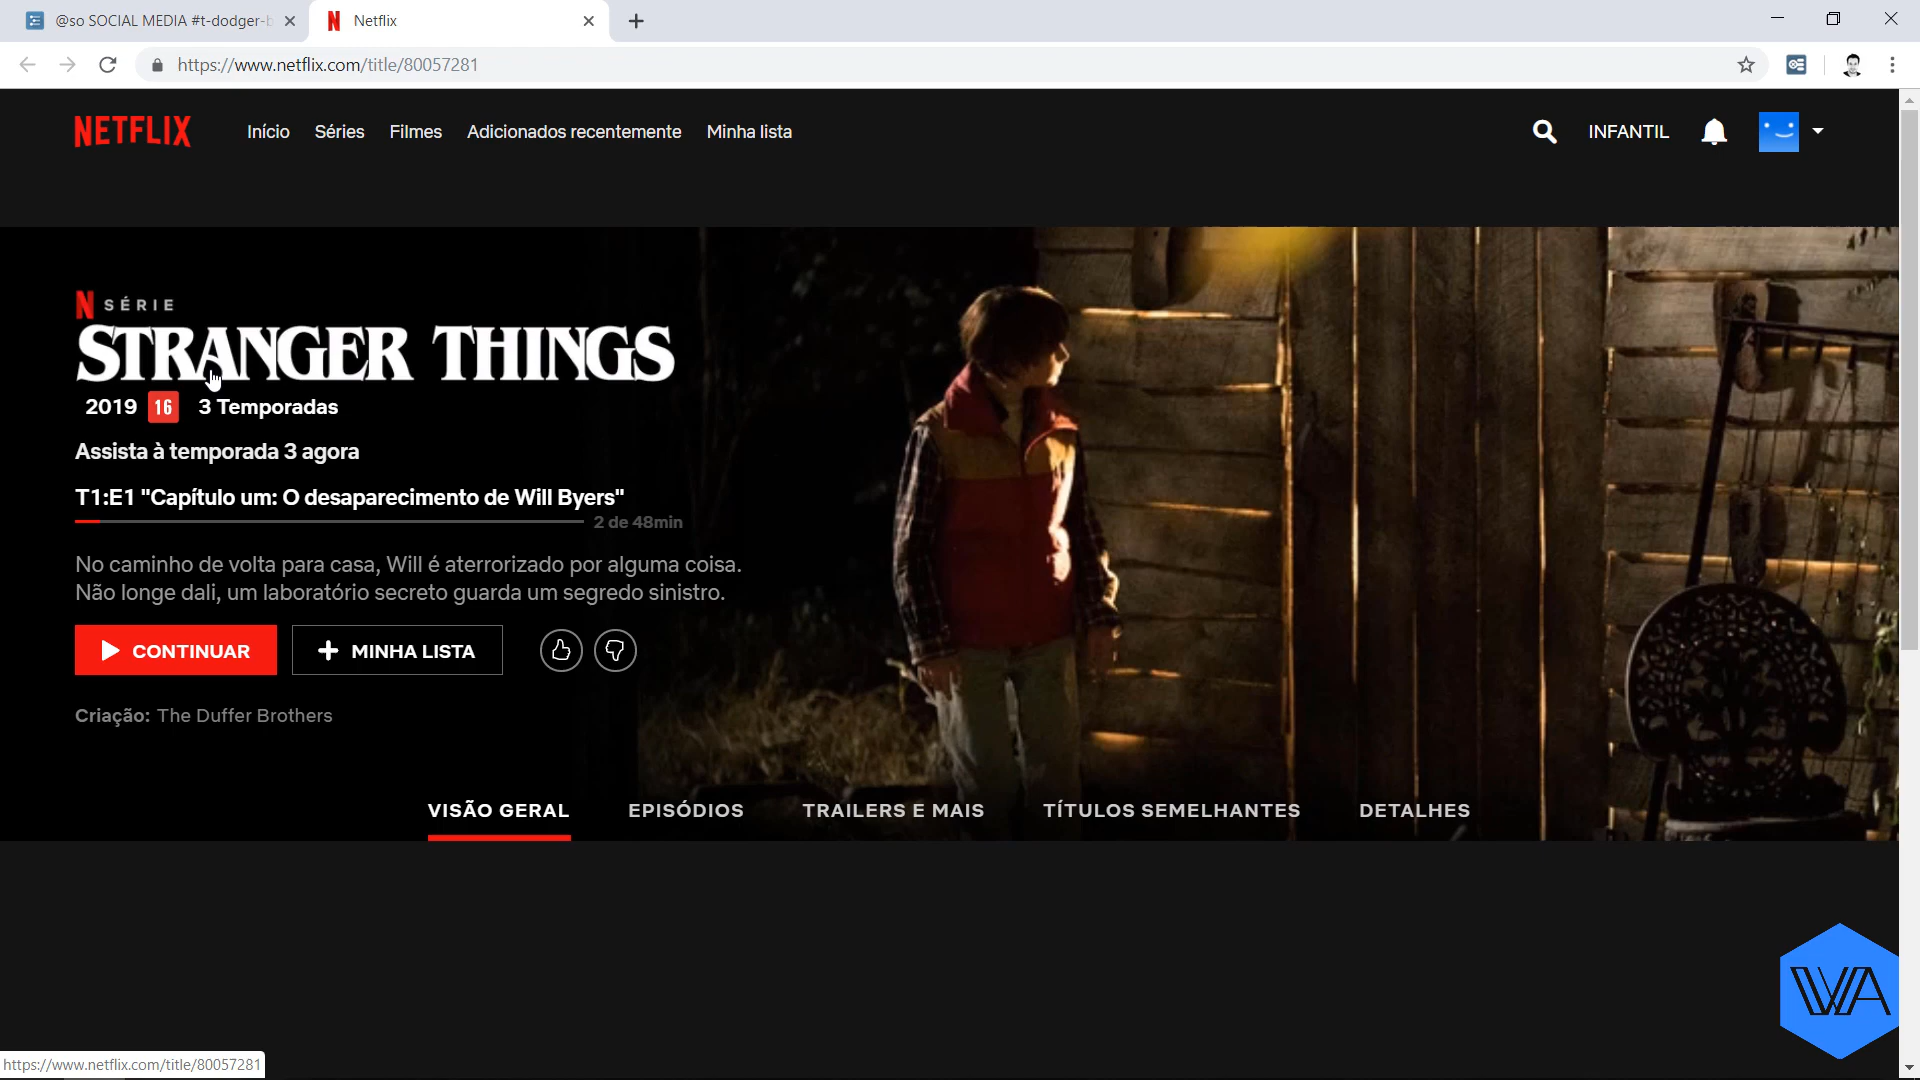 @so SOCIAL MEDIA #t-dodger-b
Netflix
https://www.netflix.com/title/80057281
NETFLIX
Início
Séries
Filmes
Adicionados recentemente
Minha lista
INFANTIL
N SÉRIE
STRANGER THINGS
2019 16 3 Temporadas
Assista à temporada 3 agora
T1:E1 "Capítulo um: O desaparecimento de Will Byers"
2 de 48min
No caminho de volta para casa, Will é aterrorizado por alguma coisa.
Não longe dali, um laboratório secreto guarda um segredo sinistro.
CONTINUAR
MINHA LISTA
Criação: The Duffer Brothers
VISÃO GERAL
EPISÓDIOS
TRAILERS E MAIS
TÍTULOS SEMELHANTES
DETALHES
WA
https://www.netflix.com/title/80057281